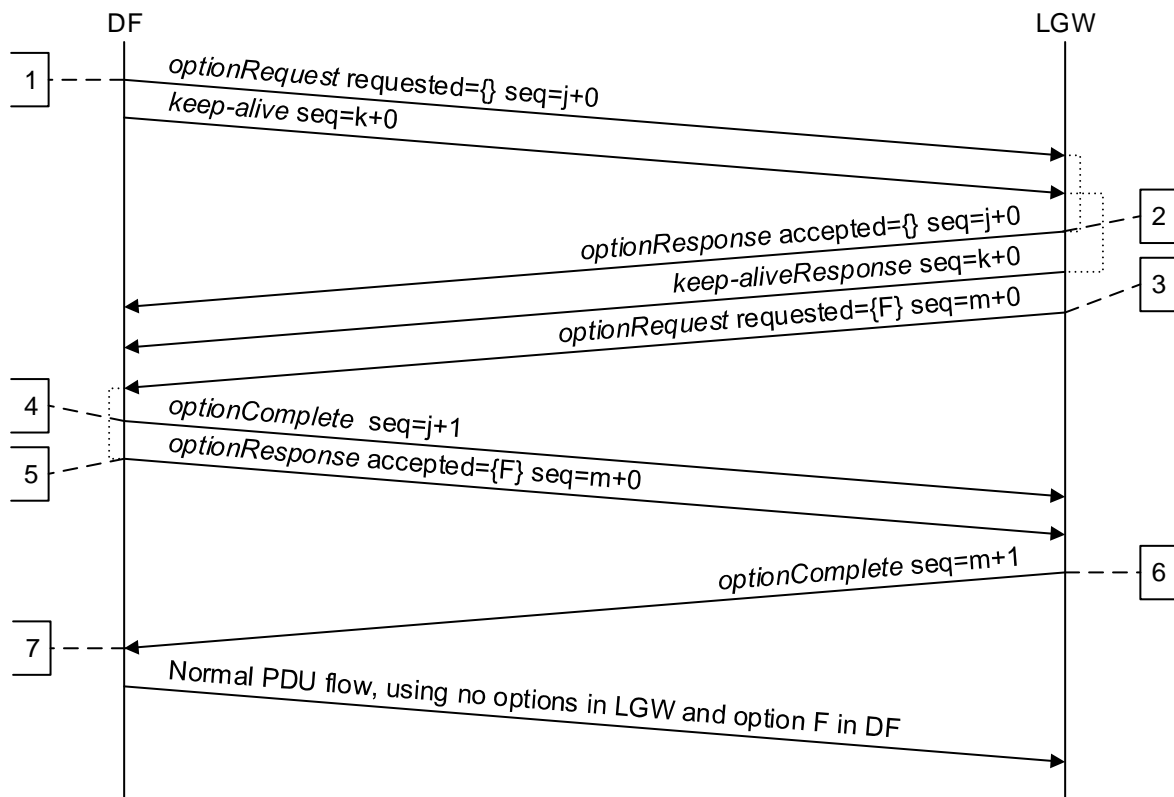 DF
LGW
1
optionRequest requested={} seq=j+0
keep-alive seq=k+0
2
optionResponse accepted={} seq=j+0
keep-aliveResponse seq=k+0
3
optionRequest requested={F} seq=m+0
4
optionComplete seq=j+1
5
optionResponse accepted={F} seq=m+0
optionComplete seq=m+1
6
7
Normal PDU flow, using no options in LGW and option F in DF